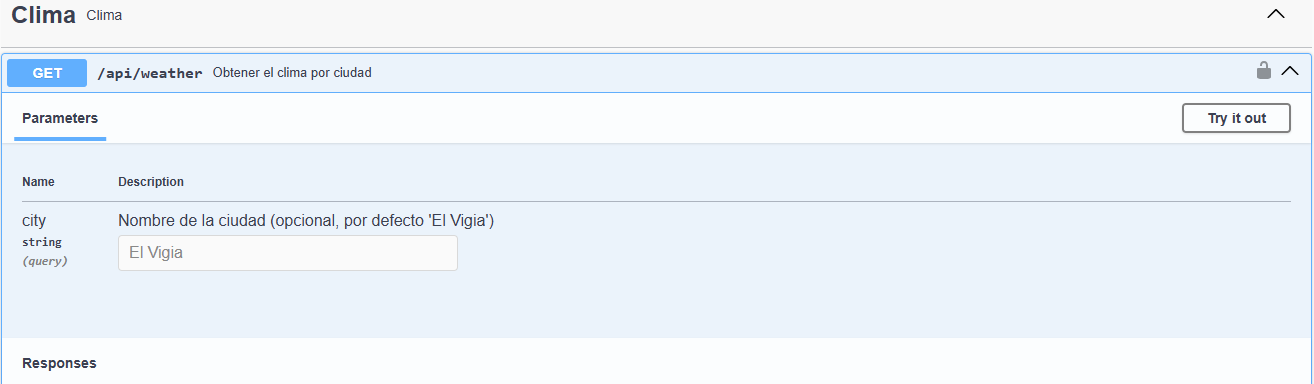 Clima Clima
GET /api/weather Obtener el clima por ciudad
Parameters Try it out
Name Description
city Nombre de la ciudad (opcional, por defecto 'El Vigia')
string El Vigia
(query)
Responses